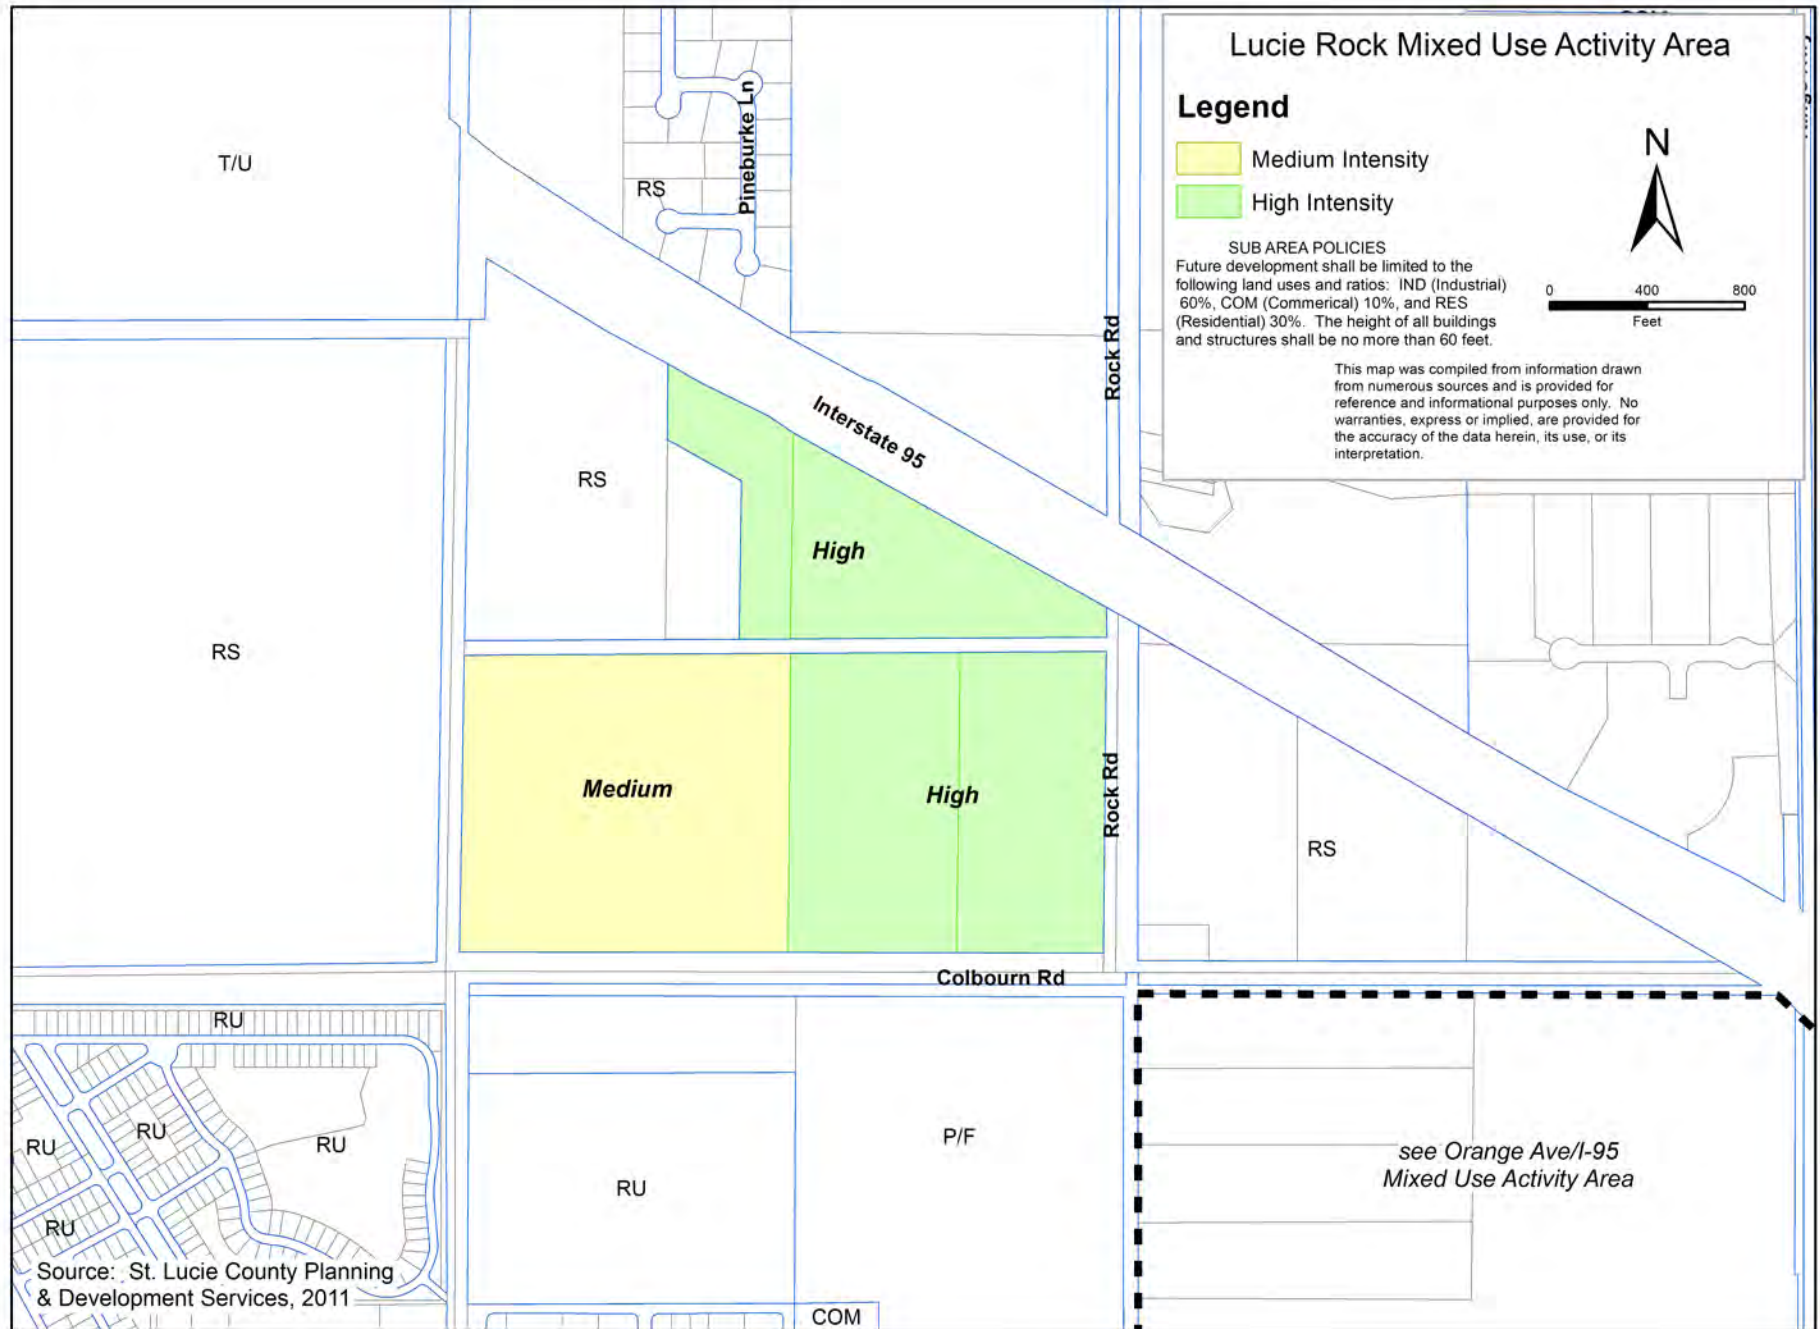 Lucie Rock Mixed Use Activity Area
Legend
Medium Intensity
High Intensity
N
SUB AREA POLICIES
Future development shall be limited to the
following land uses and ratios: IND (Industrial)
60%, COM (Commerical) 10%, and RES
(Residential) 30%. The height of all buildings
and structures shall be no more than 60 feet.
0 400 800
Feet
This map was compiled from information drawn
from numerous sources and is provided for
reference and informational purposes only. No
warranties, express or implied, are provided for
the accuracy of the data herein, its use, or its
interpretation.
T/U
RS
Pineburke Ln
Rock Rd
Interstate 95
RS
High
RS
Medium
High
Rock Rd
RS
Colbourn Rd
RU
RU
RU
RU
RU
RU
P/F
see Orange Ave/I-95
Mixed Use Activity Area
COM
Source: St. Lucie County Planning
& Development Services, 2011